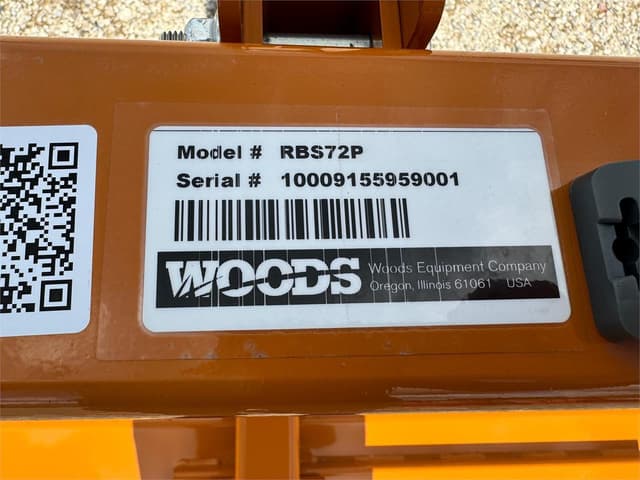 Model # RBS72P
Serial # 10009155959001
WOODS
Woods Equipment Company
Oregon, Illinois 61061 USA